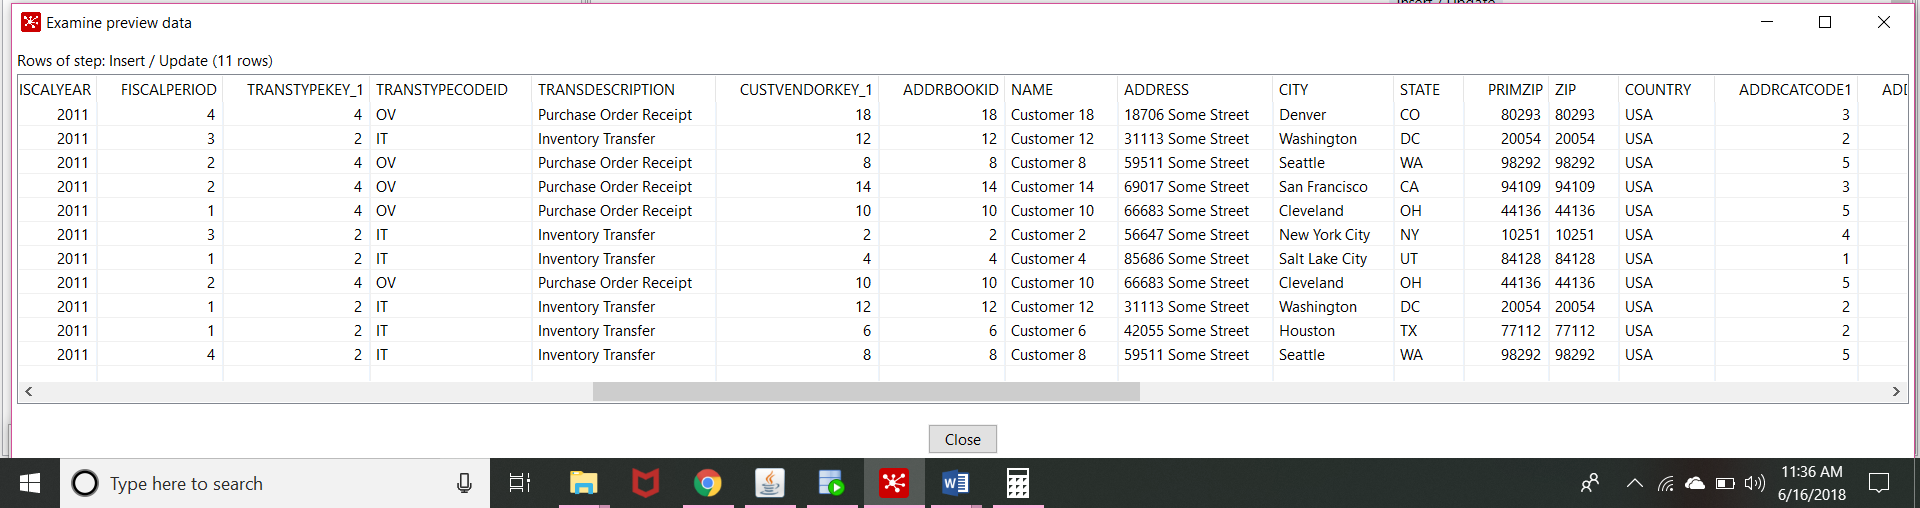 Insert / Update
Examine preview data
Rows of step: Insert / Update (11 rows)
ISCALYEAR FISCALPERIOD TRANSTYPEKEY_1 TRANSTYPECODEID TRANSDESCRIPTION CUSTVENDORKEY_1 ADDRBOOKID NAME ADDRESS CITY STATE PRIMZIP ZIP COUNTRY ADDRCATCODE1 ADD
2011 4 4 OV Purchase Order Receipt 18 18 Customer 18 18706 Some Street Denver CO 80293 80293 USA 3
2011 3 2 IT Inventory Transfer 12 12 Customer 12 31113 Some Street Washington DC 20054 20054 USA 2
2011 2 4 OV Purchase Order Receipt 8 8 Customer 8 59511 Some Street Seattle WA 98292 98292 USA 5
2011 2 4 OV Purchase Order Receipt 14 14 Customer 14 69017 Some Street San Francisco CA 94109 94109 USA 3
2011 1 4 OV Purchase Order Receipt 10 10 Customer 10 66683 Some Street Cleveland OH 44136 44136 USA 5
2011 3 2 IT Inventory Transfer 2 2 Customer 2 56647 Some Street New York City NY 10251 10251 USA 4
2011 1 2 IT Inventory Transfer 4 4 Customer 4 85686 Some Street Salt Lake City UT 84128 84128 USA 1
2011 2 4 OV Purchase Order Receipt 10 10 Customer 10 66683 Some Street Cleveland OH 44136 44136 USA 5
2011 1 2 IT Inventory Transfer 12 12 Customer 12 31113 Some Street Washington DC 20054 20054 USA 2
2011 1 2 IT Inventory Transfer 6 6 Customer 6 42055 Some Street Houston TX 77112 77112 USA 2
2011 4 2 IT Inventory Transfer 8 8 Customer 8 59511 Some Street Seattle WA 98292 98292 USA 5
Close
Type here to search
11:36 AM
6/16/2018